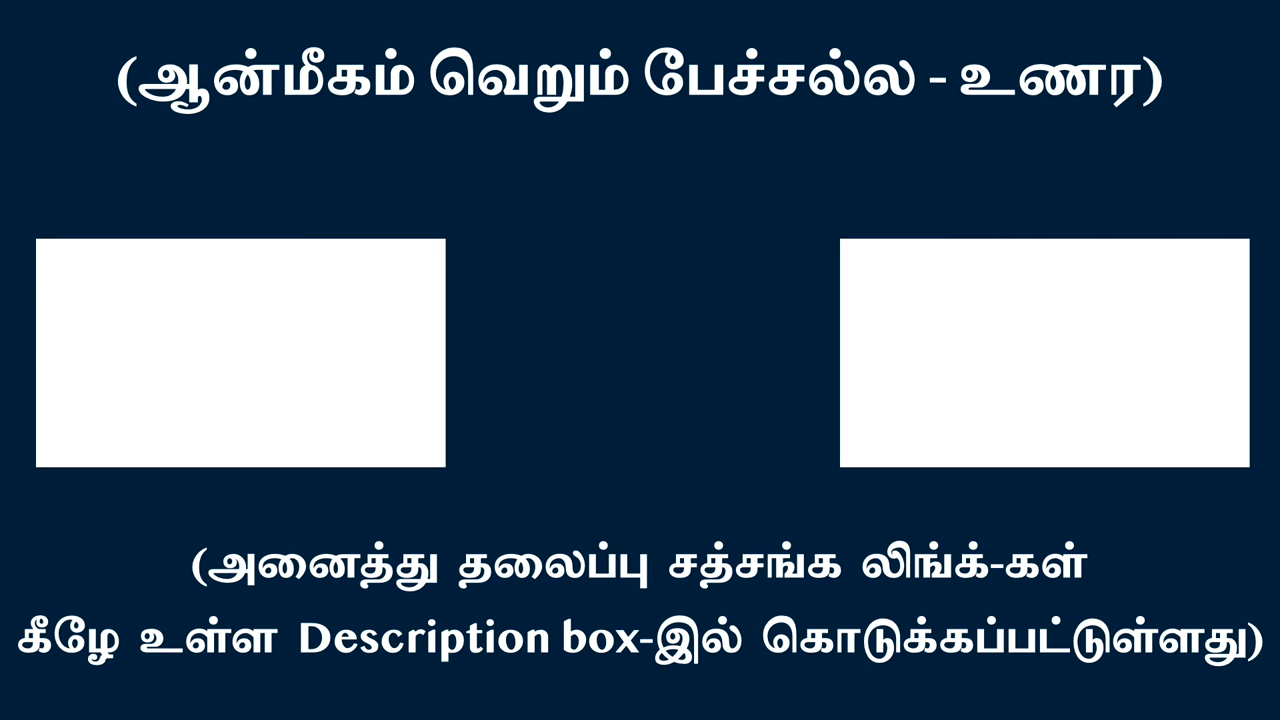 (ஆன்மீகம் வெறும் பேச்சல்ல - உணர)
(அனைத்து தலைப்பு சத்சங்க லிங்க்-கள்
கீழே உள்ள Description box-இல் கொடுக்கப்பட்டுள்ளது)